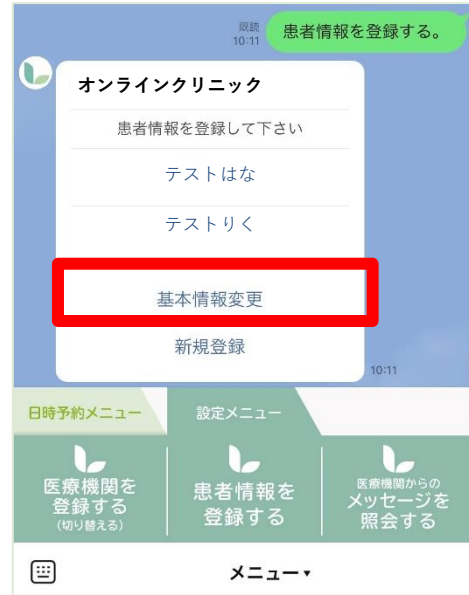 既読
10:11
患者情報を登録する。
オンラインクリニック
患者情報を登録して下さい
テストはな
テストりく
基本情報変更
新規登録
10:11
日時予約メニュー
設定メニュー
医療機関を
登録する
(切り替える)
患者情報を
登録する
医療機関からの
メッセージを
照会する
メニュー▾